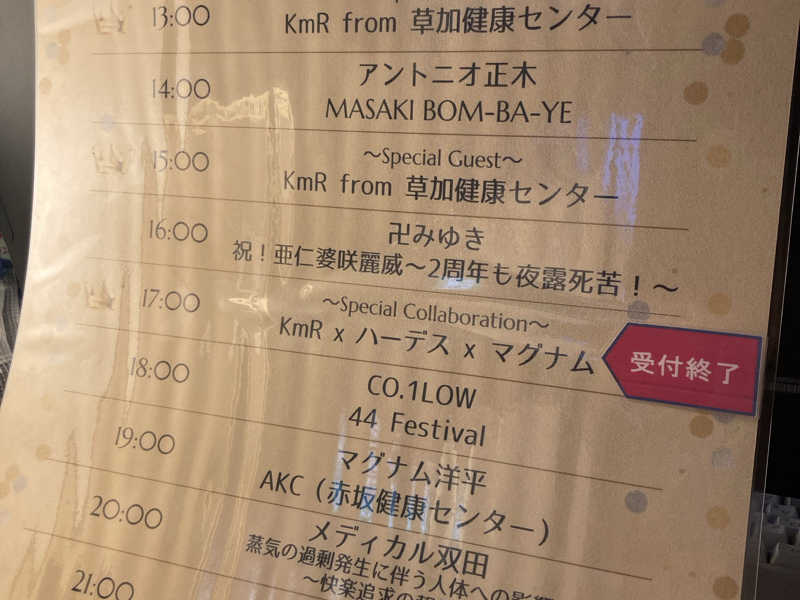 13:00
KmR from 草加健康センター
14:00
アントニオ正木
MASAKI BOM-BA-YE
15:00
〜Special Guest〜
KmR from 草加健康センター
16:00
卍みゆき
祝！亜仁婆咲麗威〜2周年も夜露死苦！〜
17:00
〜Special Collaboration〜
KmR x ハーデス x マグナム
受付終了
18:00
CO.1LOW
44 Festival
19:00
マグナム洋平
AKC (赤坂健康センター)
20:00
メディカル双田
蒸気の過剰発生に伴う人体への影響
〜快楽追求の
21:00